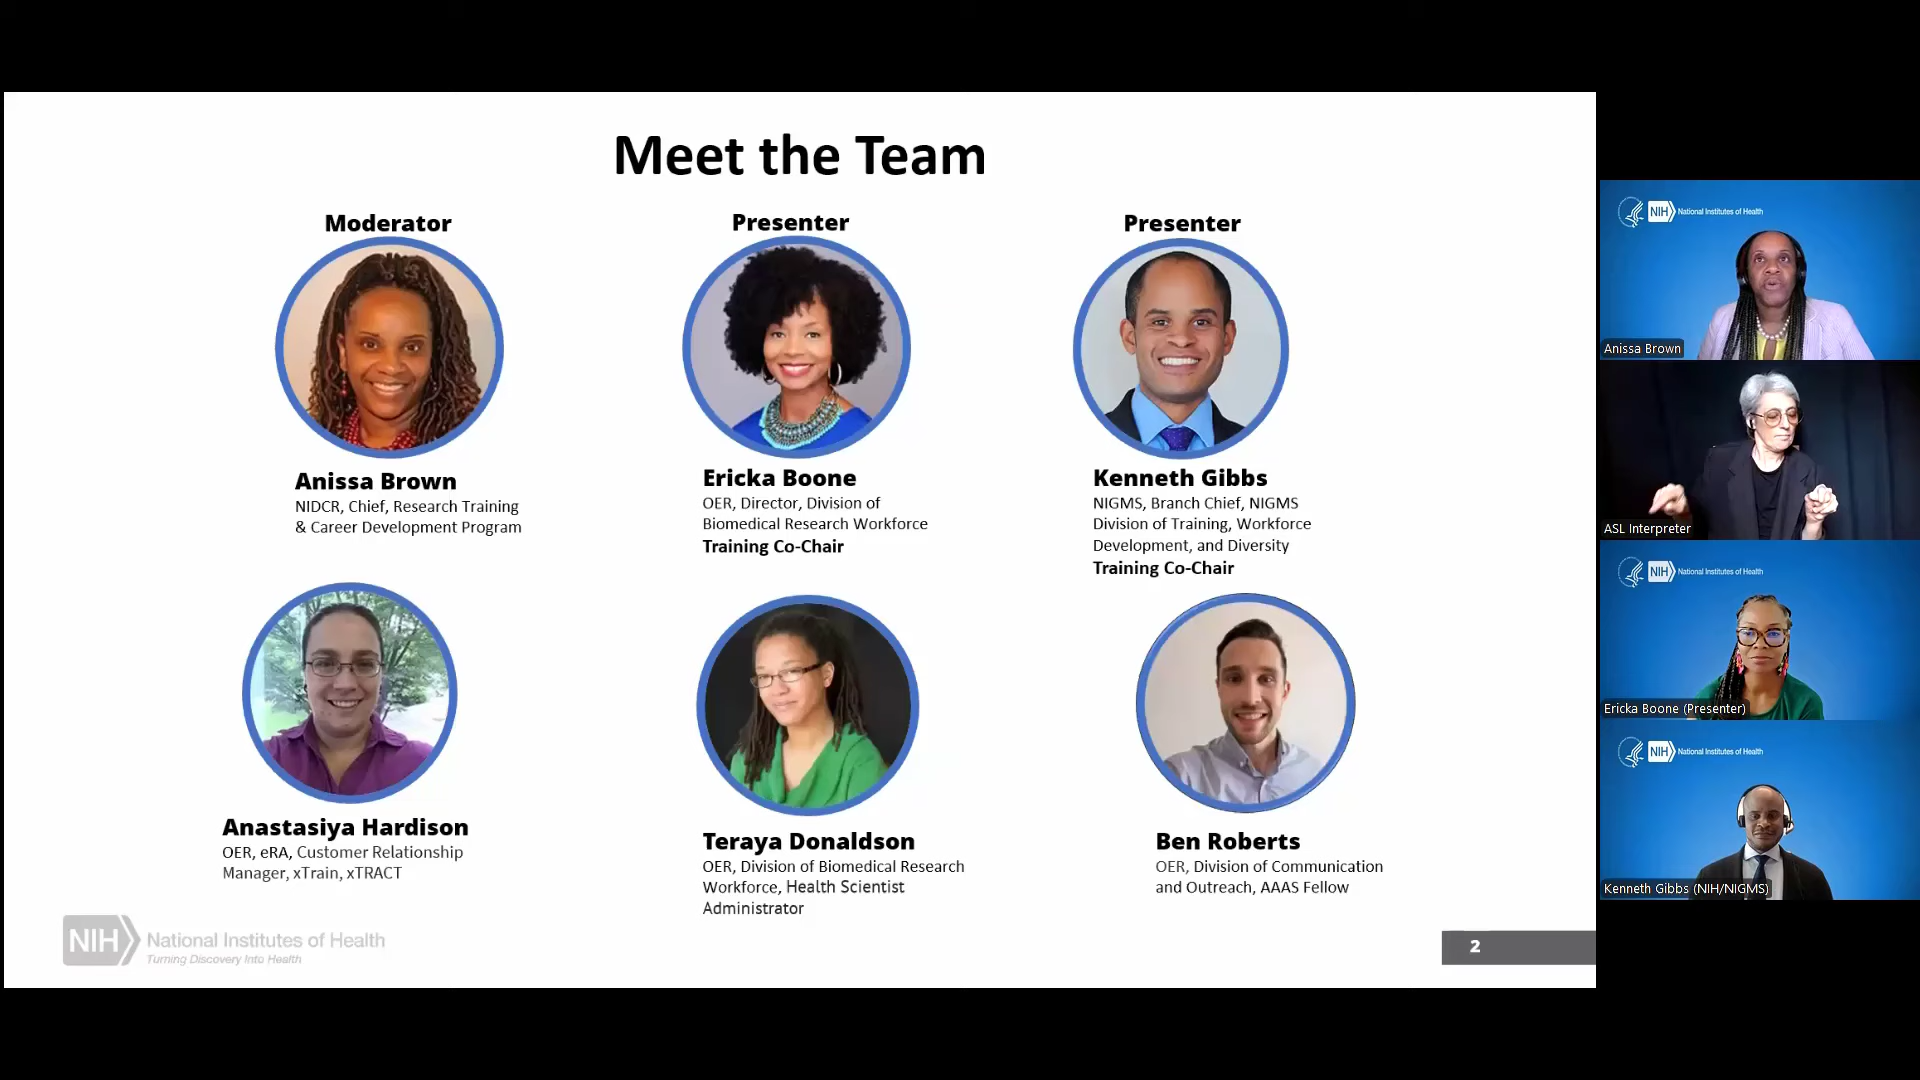 Meet the Team
Moderator
Presenter
Presenter
Anissa Brown
NIDCR, Chief, Research Training
& Career Development Program
Ericka Boone
OER, Director, Division of
Biomedical Research Workforce
Training Co-Chair
Kenneth Gibbs
NIGMS, Branch Chief, NIGMS
Division of Training, Workforce
Development, and Diversity
Training Co-Chair
Anastasiya Hardison
OER, eRA, Customer Relationship
Manager, xTrain, xTRACT
Teraya Donaldson
OER, Division of Biomedical Research
Workforce, Health Scientist
Administrator
Ben Roberts
OER, Division of Communication
and Outreach, AAAS Fellow
NIH National Institutes of Health
Turning Discovery Into Health
2
NIH National Institutes of Health
Anissa Brown
ASL Interpreter
NIH National Institutes of Health
Ericka Boone (Presenter)
NIH National Institutes of Health
Kenneth Gibbs (NIH/NIGMS)